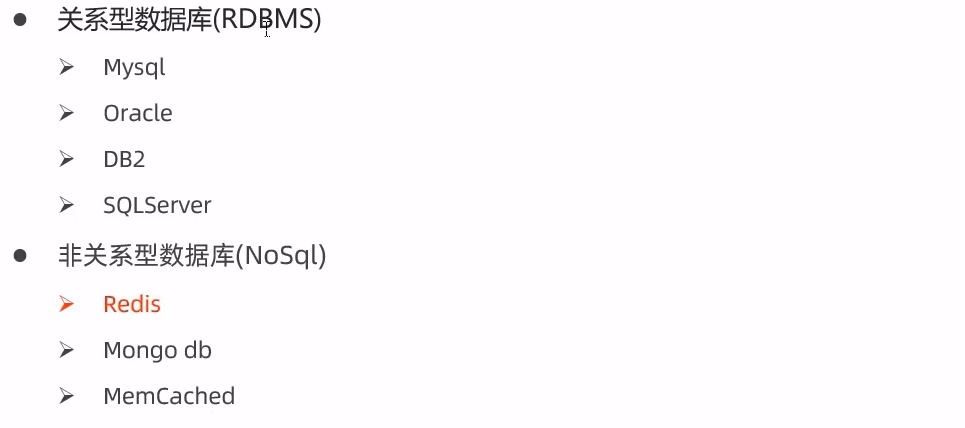 关系型数据库(RDBMS)
Mysql
Oracle
DB2
SQLServer
非关系型数据库(NoSql)
Redis
Mongo db
MemCached